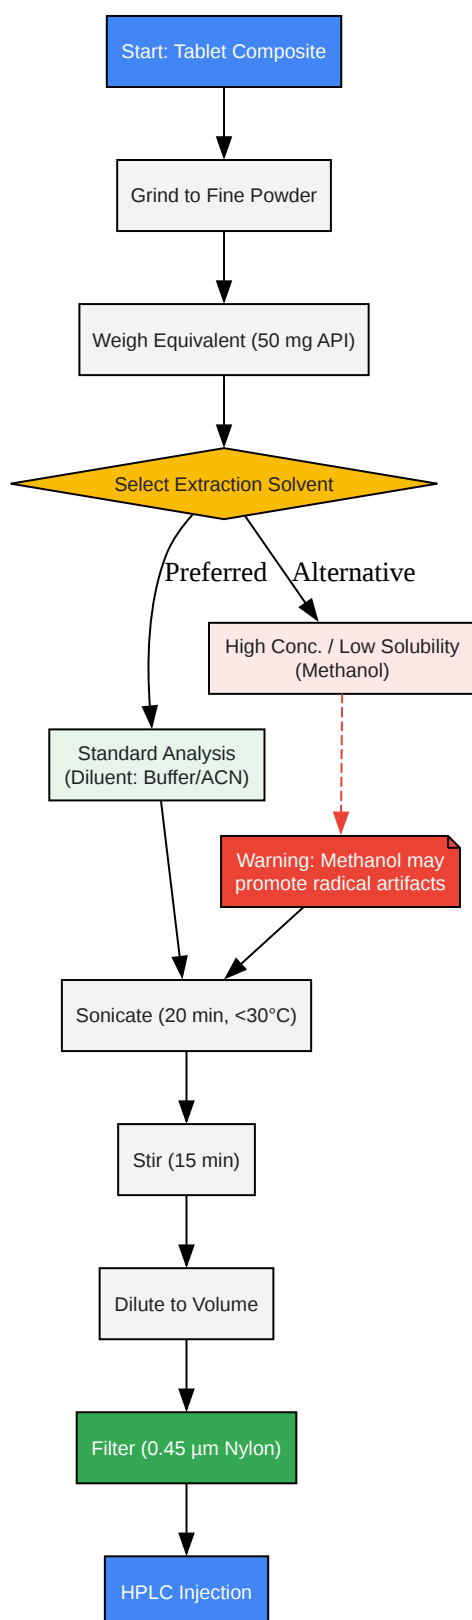 Start: Tablet Composite
Grind to Fine Powder
Weigh Equivalent (50 mg API)
Select Extraction Solvent
Preferred
Alternative
High Conc. / Low Solubility
(Methanol)
Standard Analysis
(Diluent: Buffer/ACN)
Warning: Methanol may
promote radical artifacts
Sonicate (20 min, <30°C)
Stir (15 min)
Dilute to Volume
Filter (0.45 µm Nylon)
HPLC Injection